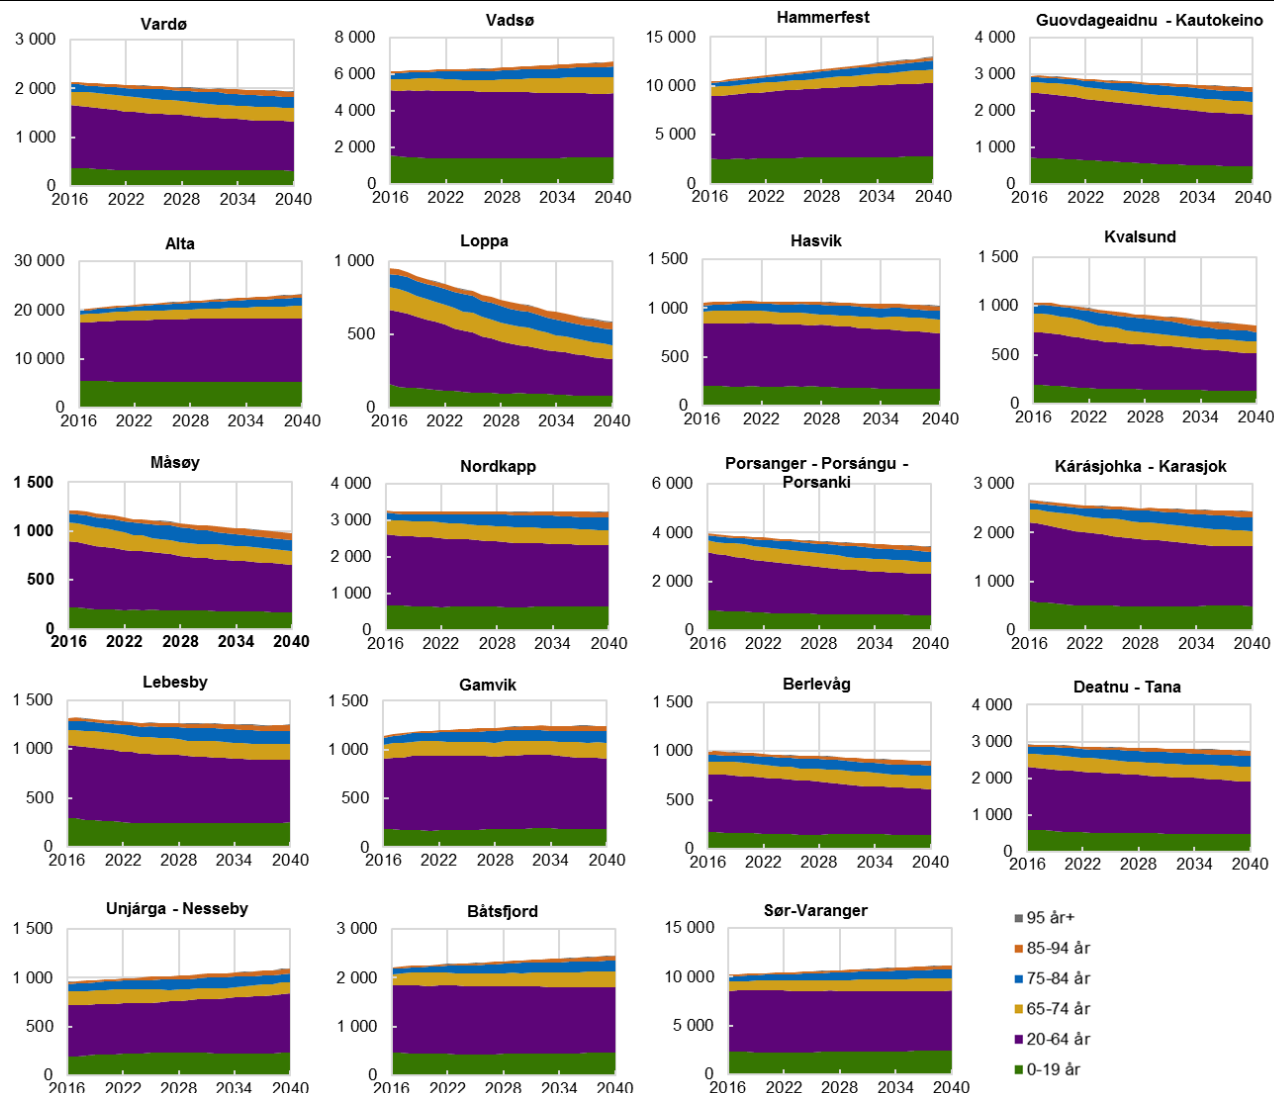 Vardø
3 000
2 000
1 000
0
2016 2022 2028 2034 2040
Vadsø
8 000
6 000
4 000
2 000
0
2016 2022 2028 2034 2040
Hammerfest
15 000
10 000
5 000
0
2016 2022 2028 2034 2040
Guovdageaidnu - Kautokeino
4 000
3 000
2 000
1 000
0
2016 2022 2028 2034 2040
Alta
30 000
20 000
10 000
0
2016 2022 2028 2034 2040
Loppa
1 000
500
0
2016 2022 2028 2034 2040
Hasvik
1 500
1 000
500
0
2016 2022 2028 2034 2040
Kvalsund
1 500
1 000
500
0
2016 2022 2028 2034 2040
Måsøy
1 500
1 000
500
0
2016 2022 2028 2034 2040
Nordkapp
4 000
3 000
2 000
1 000
0
2016 2022 2028 2034 2040
Porsanger - Porsángu -
Porsanki
6 000
4 000
2 000
0
2016 2022 2028 2034 2040
Kárásjohka - Karasjok
3 000
2 000
1 000
0
2016 2022 2028 2034 2040
Lebesby
1 500
1 000
500
0
2016 2022 2028 2034 2040
Gamvik
1 500
1 000
500
0
2016 2022 2028 2034 2040
Berlevåg
1 500
1 000
500
0
2016 2022 2028 2034 2040
Deatnu - Tana
4 000
3 000
2 000
1 000
0
2016 2022 2028 2034 2040
Unjárga - Nesseby
1 500
1 000
500
0
2016 2022 2028 2034 2040
Båtsfjord
3 000
2 000
1 000
0
2016 2022 2028 2034 2040
Sør-Varanger
15 000
10 000
5 000
0
2016 2022 2028 2034 2040
95 år+
85-94 år
75-84 år
65-74 år
20-64 år
0-19 år